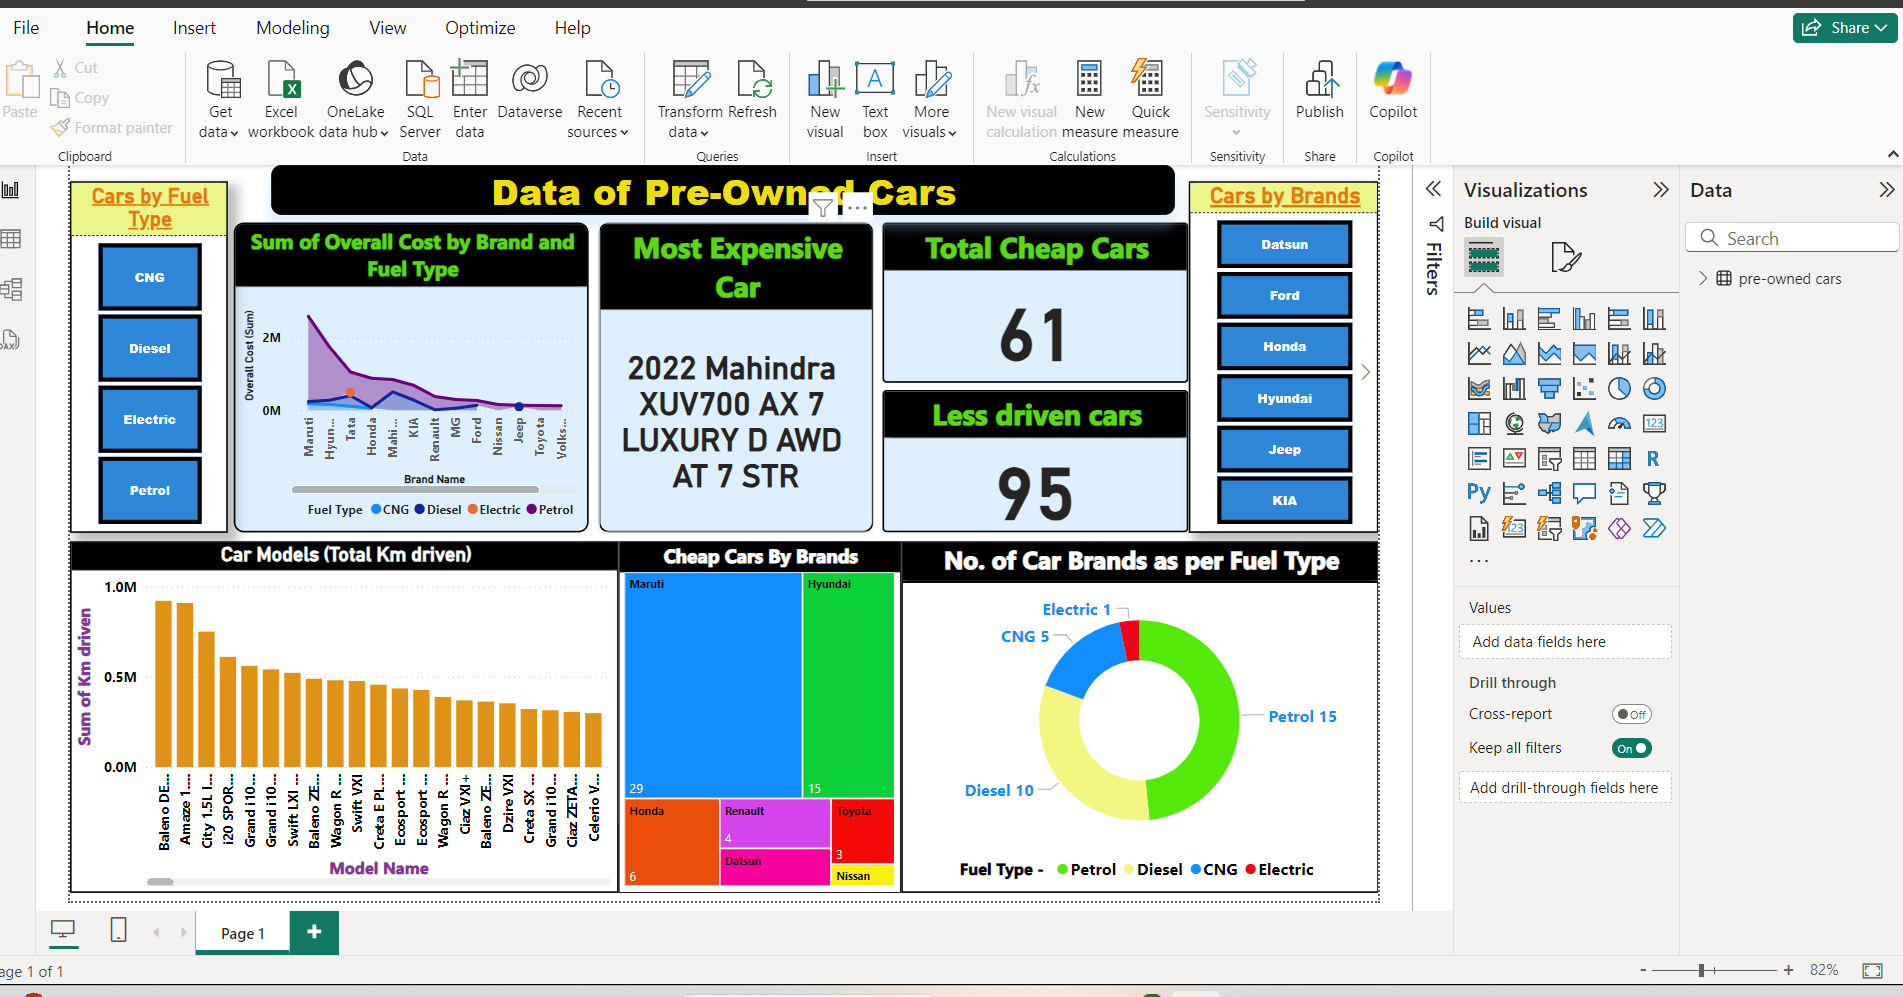 File Home Insert Modeling View Optimize Help
Share
Paste
Cut
Copy
Format painter
Clipboard
Get data
Excel workbook
OneLake data hub
SQL Server
Enter data
Dataverse
Recent sources
Data
Transform data
Refresh
Queries
New visual
Text box
More visuals
Insert
New visual calculation
New measure
Quick measure
Calculations
Sensitivity
Sensitivity
Publish
Share
Copilot
Copilot
Data of Pre-Owned Cars
Cars by Fuel
Type
CNG
Diesel
Electric
Petrol
Sum of Overall Cost by Brand and
Fuel Type
Overall Cost (Sum)
2M
0M
Maruti
Hyun...
Tata
Honda
Mahi...
KIA
Renault
MG
Ford
Nissan
Jeep
Toyota
Volks...
Brand Name
Fuel Type CNG Diesel Electric Petrol
Most Expensive
Car
2022 Mahindra
XUV700 AX 7
LUXURY D AWD
AT 7 STR
Total Cheap Cars
61
Less driven cars
95
Cars by Brands
Datsun
Ford
Honda
Hyundai
Jeep
KIA
Car Models (Total Km driven)
Sum of Km driven
1.0M
0.5M
0.0M
Baleno DE...
Amaze 1....
City 1.5L I...
i20 SPOR...
Grand i10...
Grand i10...
Swift LXI ...
Baleno ZE...
Wagon R ...
Swift VXI
Creta E PL...
Ecosport ...
Ecosport ...
Wagon R ...
Ciaz VXI+
Baleno ZE...
Dzire VXI
Creta SX ...
Grand i10...
Ciaz ZETA...
Celerio V...
Model Name
Cheap Cars By Brands
Maruti
29
Hyundai
15
Honda
6
Renault
4
Datsun
Toyota
3
Nissan
No. of Car Brands as per Fuel Type
Electric 1
CNG 5
Petrol 15
Diesel 10
Fuel Type - Petrol Diesel CNG Electric
Filters
Visualizations
Build visual
123
R
Py
123
...
Values
Add data fields here
Drill through
Cross-report
Off
Keep all filters
On
Add drill-through fields here
Data
Search
pre-owned cars
Page 1
+
age 1 of 1
- + 82%